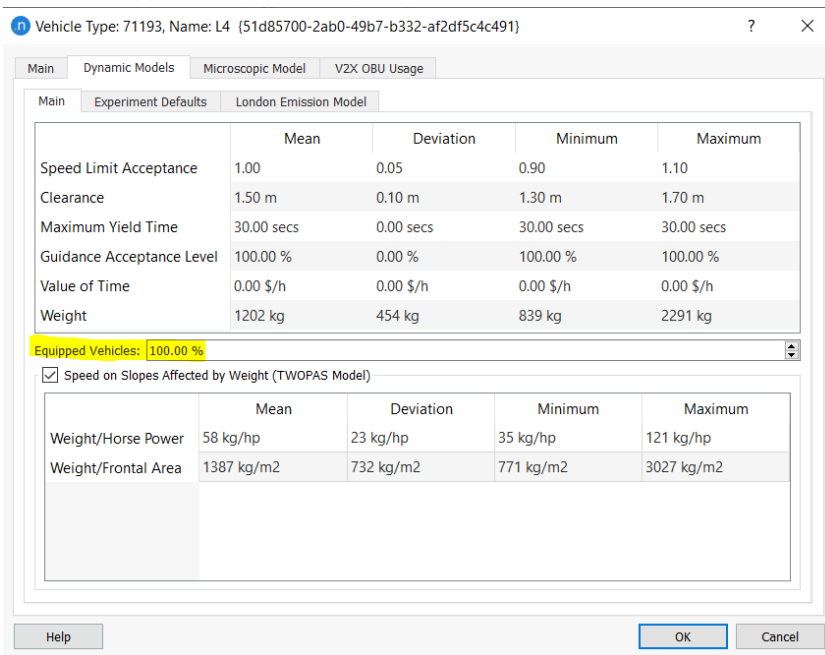 n Vehicle Type: 71193, Name: L4 {51d85700-2ab0-49b7-b332-af2df5c4c491} ?
Main Dynamic Models Microscopic Model V2X OBU Usage
Main Experiment Defaults London Emission Model
Mean Deviation Minimum Maximum
Speed Limit Acceptance 1.00 0.05 0.90 1.10
Clearance 1.50 m 0.10 m 1.30 m 1.70 m
Maximum Yield Time 30.00 secs 0.00 secs 30.00 secs 30.00 secs
Guidance Acceptance Level 100.00 % 0.00 % 100.00 % 100.00 %
Value of Time 0.00 $/h 0.00 $/h 0.00 $/h 0.00 $/h
Weight 1202 kg 454 kg 839 kg 2291 kg
Equipped Vehicles: 100.00 %
Speed on Slopes Affected by Weight (TWOPAS Model)
Mean Deviation Minimum Maximum
Weight/Horse Power 58 kg/hp 23 kg/hp 35 kg/hp 121 kg/hp
Weight/Frontal Area 1387 kg/m2 732 kg/m2 771 kg/m2 3027 kg/m2
Help OK Cancel